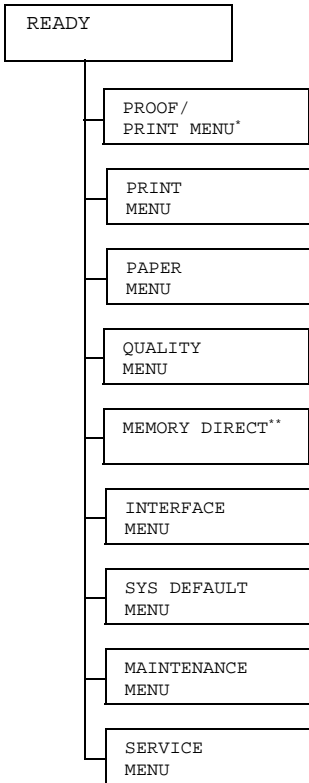 READY
PROOF/
PRINT MENU*
PRINT
MENU
PAPER
MENU
QUALITY
MENU
MEMORY DIRECT**
INTERFACE
MENU
SYS DEFAULT
MENU
MAINTENANCE
MENU
SERVICE
MENU